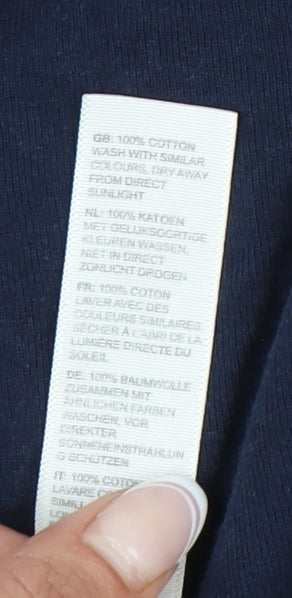 GB: 100% COTTON
WASH WITH SIMILAR
COLOURS, DRY AWAY
FROM DIRECT
SUNLIGHT
NL: 100% KATOEN
MET GELIJKSOORTIGE
KLEUREN WASSEN,
NIET IN DIRECT
ZONLICHT DROGEN
FR: 100% COTON
LAVER AVEC DES
COULEURS SIMILAIRES
SÉCHER À L'ABRI DE LA
LUMIÈRE DIRECTE DU
SOLEIL
DE: 100% BAUMWOLLE
ZUSAMMEN MIT
ÄHNLICHEN FARBEN
WASCHEN, VOR
DIREKTER
SONNENEINSTRAHLUN
G SCHÜTZEN
IT: 100% COTON
LAVARE
SIMILI